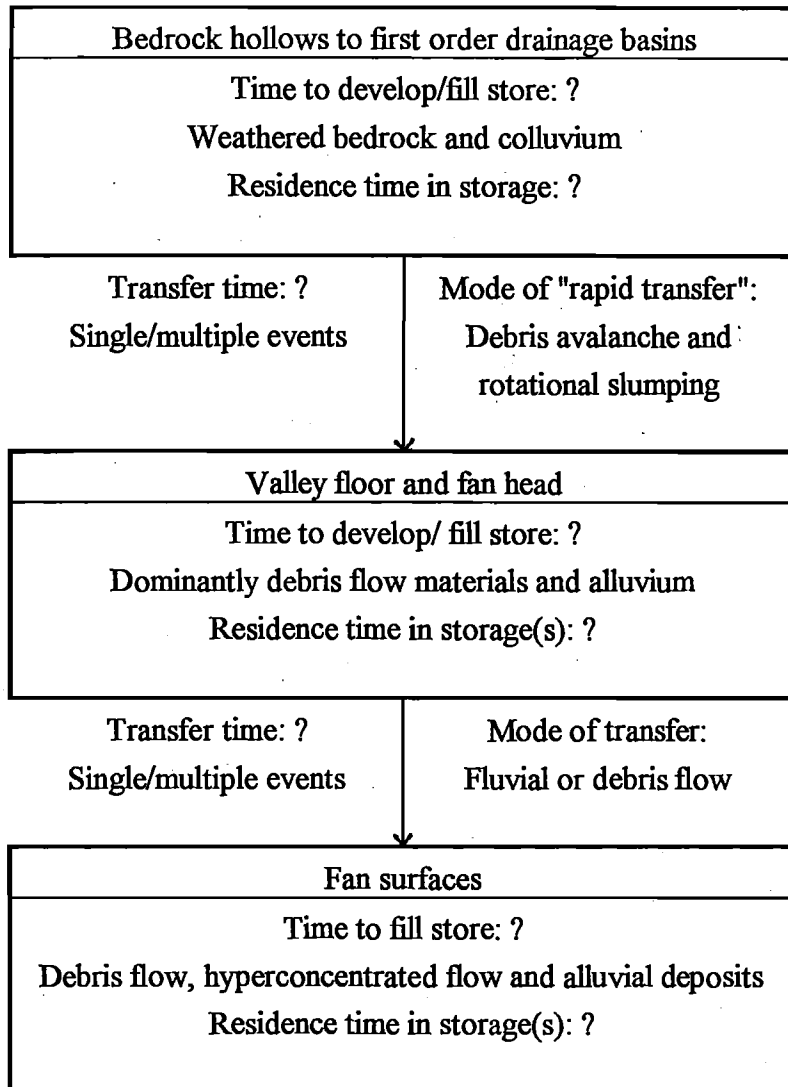 Bedrock hollows to first order drainage basins
Time to develop/fill store: ?
Weathered bedrock and colluvium
Residence time in storage: ?
Transfer time: ?
Single/multiple events
Mode of "rapid transfer":
Debris avalanche and
rotational slumping
Valley floor and fan head
Time to develop/ fill store: ?
Dominantly debris flow materials and alluvium
Residence time in storage(s): ?
Transfer time: ?
Single/multiple events
Mode of transfer:
Fluvial or debris flow
Fan surfaces
Time to fill store: ?
Debris flow, hyperconcentrated flow and alluvial deposits
Residence time in storage(s): ?